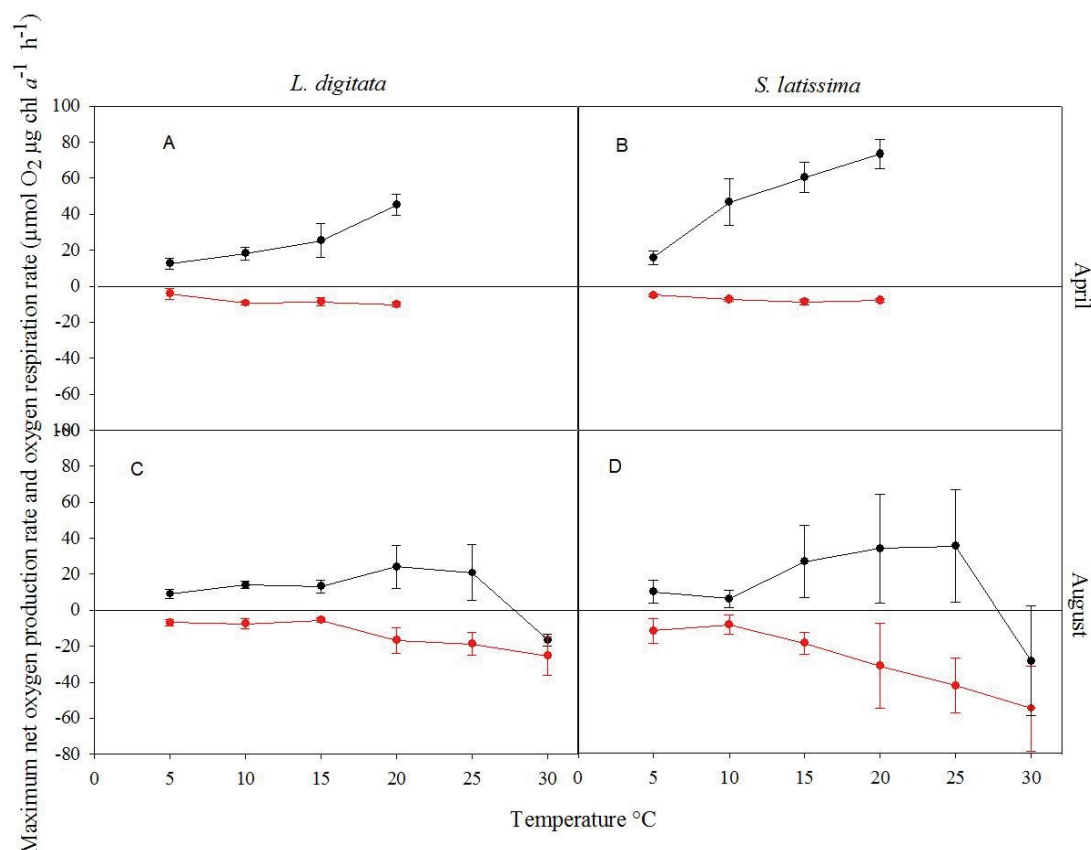 L. digitata
S. latissima
Maximum net oxygen production rate and oxygen respiration rate (µmol O2 µg chl a-1 h-1)
100
80
60
40
20
0
-20
-40
-60
A
B
April
100
80
60
40
20
0
-20
-40
-60
-80
C
D
August
0 5 10 15 20 25 30 0 5 10 15 20 25 30
Temperature °C